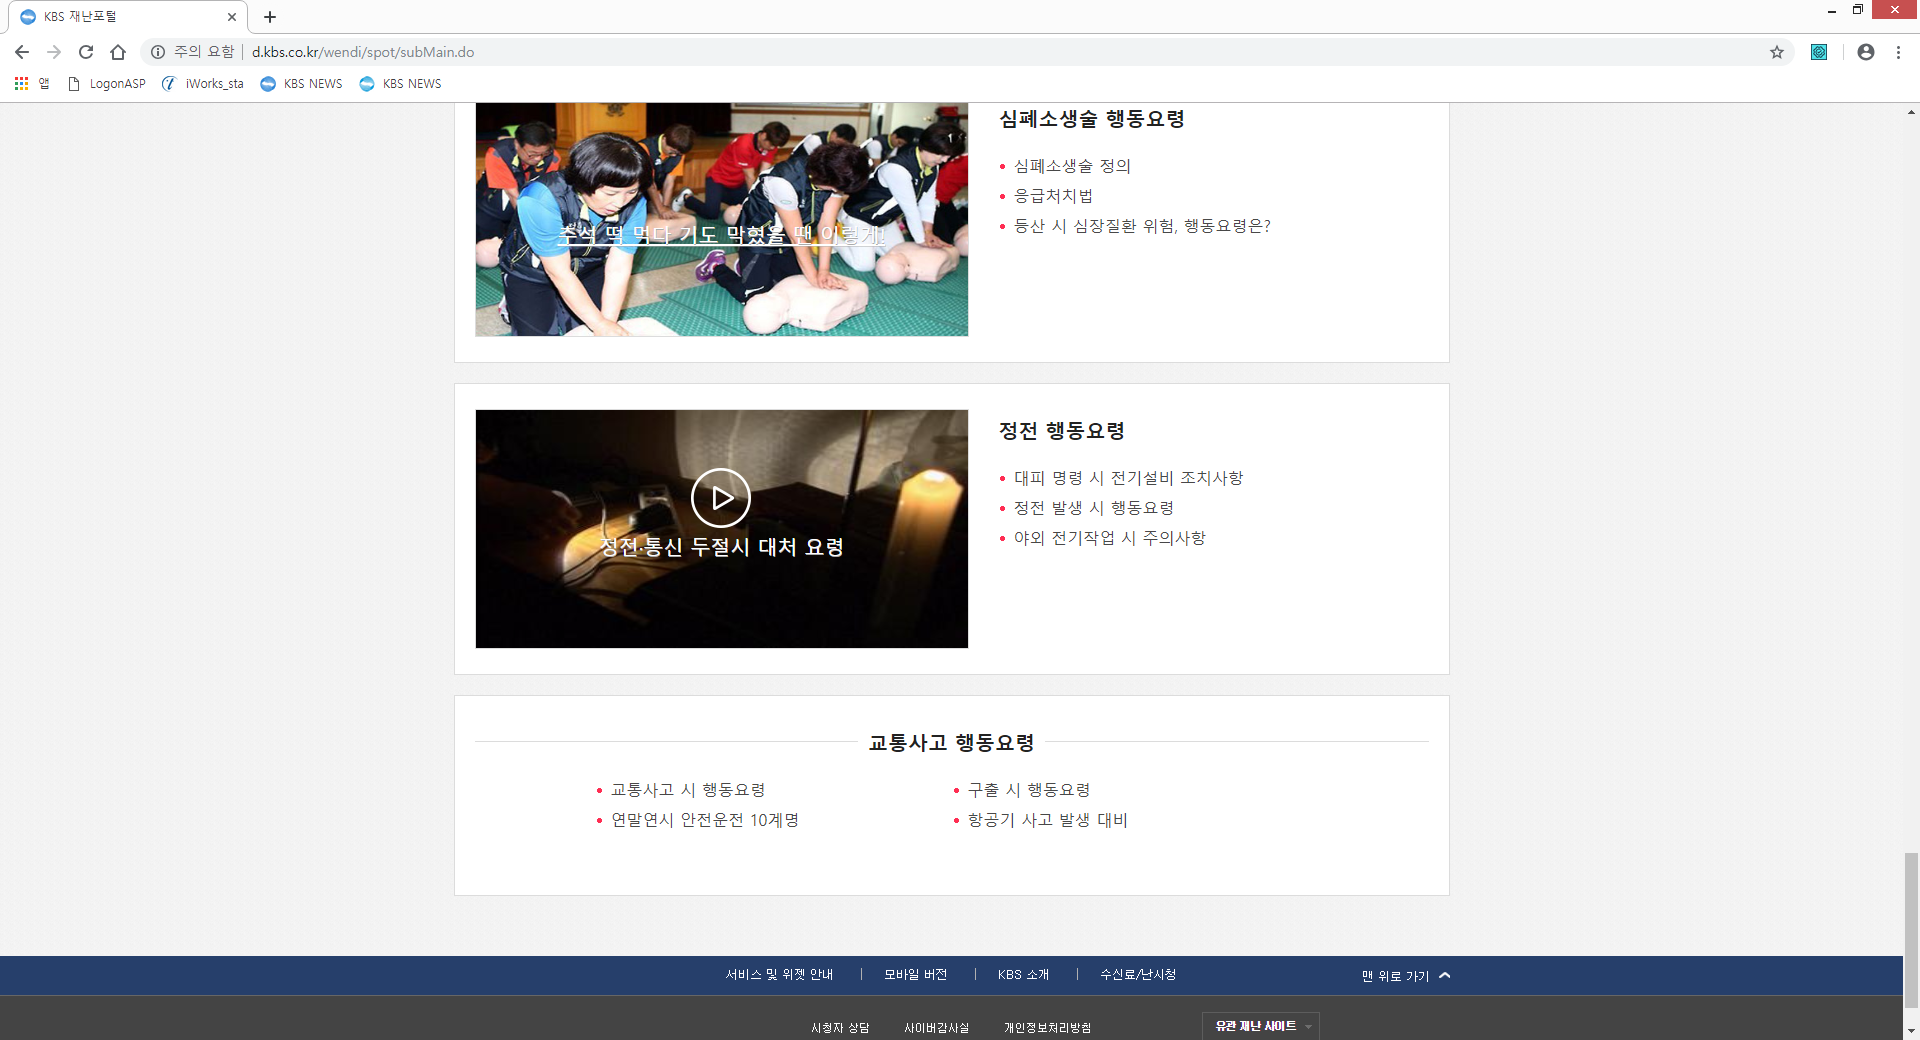 KBS 재난포털
주의 요함 d.kbs.co.kr/wendi/spot/subMain.do
앱 LogonASP iWorks_sta KBS NEWS KBS NEWS
심폐소생술 행동요령
심폐소생술 정의
응급처치법
등산 시 심장질환 위험, 행동요령은?
추석 떡 먹다 기도 막혔을 땐 이렇게!
정전 행동요령
대피 명령 시 전기설비 조치사항
정전 발생 시 행동요령
야외 전기작업 시 주의사항
정전·통신 두절시 대처 요령
교통사고 행동요령
교통사고 시 행동요령
구출 시 행동요령
연말연시 안전운전 10계명
항공기 사고 발생 대비
서비스 및 위젯 안내 모바일 버전 KBS 소개 수신료/난시청 맨 위로 가기
시청자 상담 사이버감사실 개인정보처리방침 유관 재난 사이트